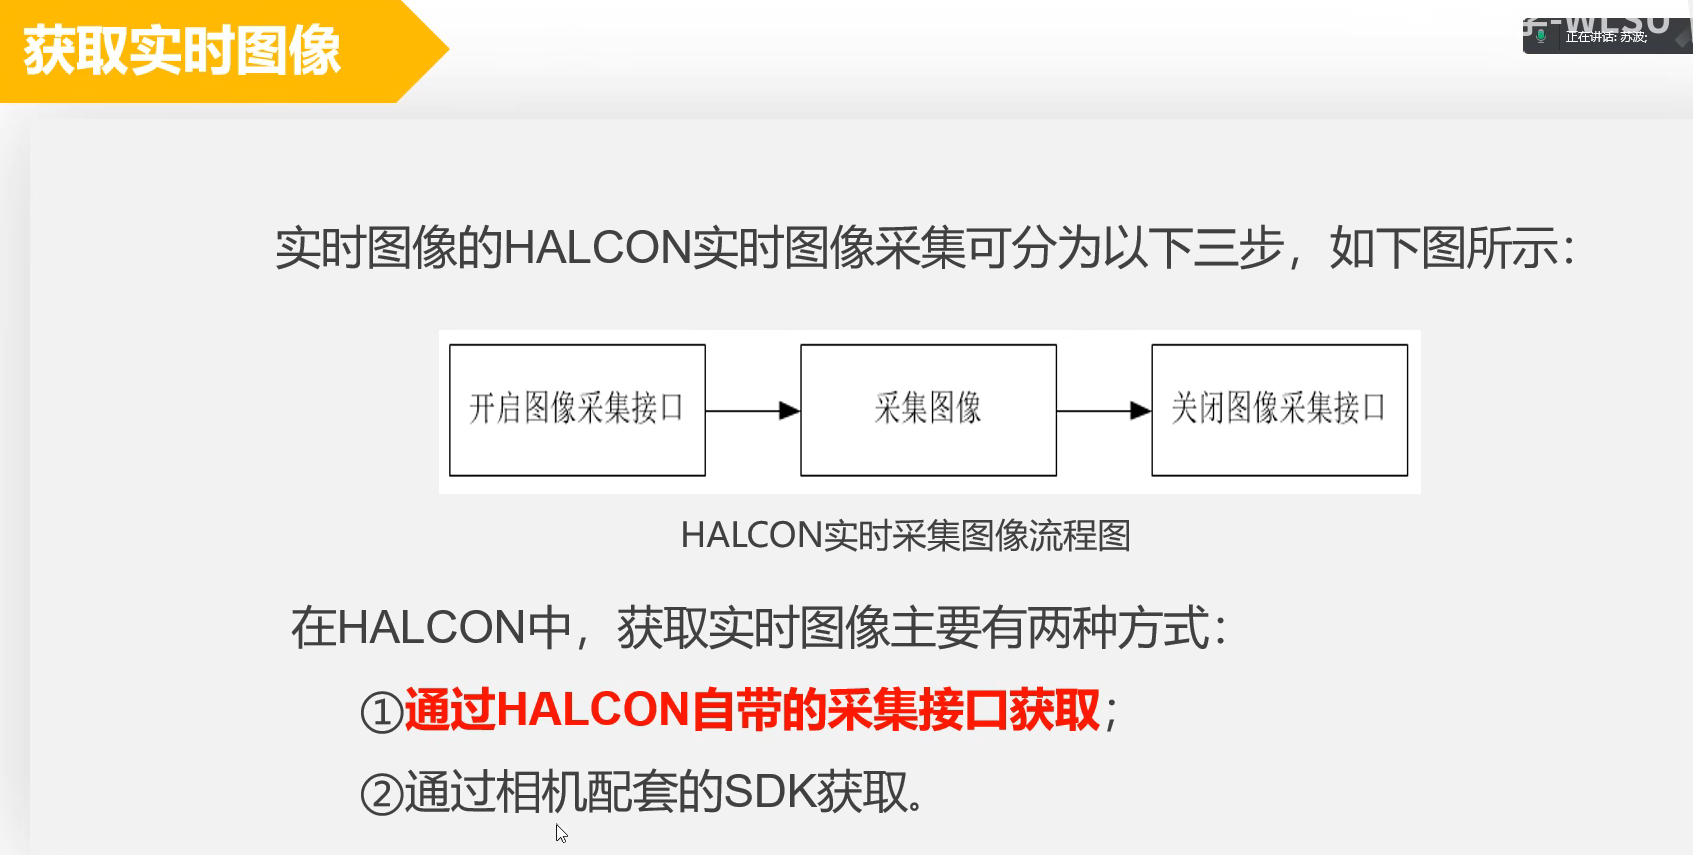 获取实时图像
正在讲话: 苏波;
实时图像的HALCON实时图像采集可分为以下三步，如下图所示：
开启图像采集接口
采集图像
关闭图像采集接口
HALCON实时采集图像流程图
在HALCON中，获取实时图像主要有两种方式：
①通过HALCON自带的采集接口获取；
②通过相机配套的SDK获取。